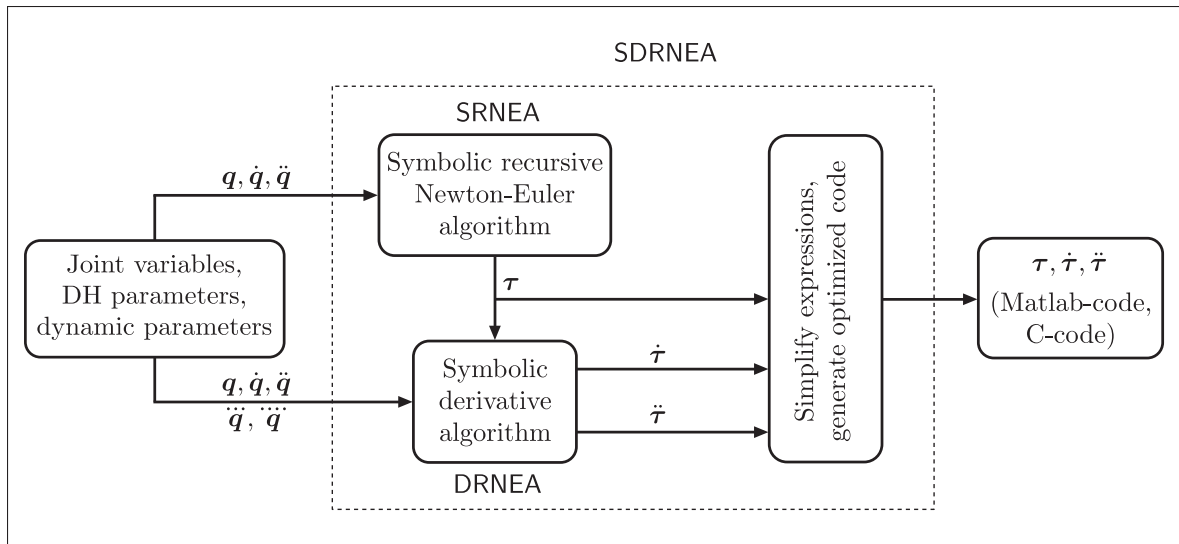 SDRNEA
SRNEA
Symbolic recursive
Newton-Euler
algorithm
q, q̇, q̈
Joint variables,
DH parameters,
dynamic parameters
τ
q, q̇, q̈
q⃛, q⃜
Symbolic
derivative
algorithm
DRNEA
τ̇
τ̈
Simplify expressions,
generate optimized code
τ, τ̇, τ̈
(Matlab-code,
C-code)